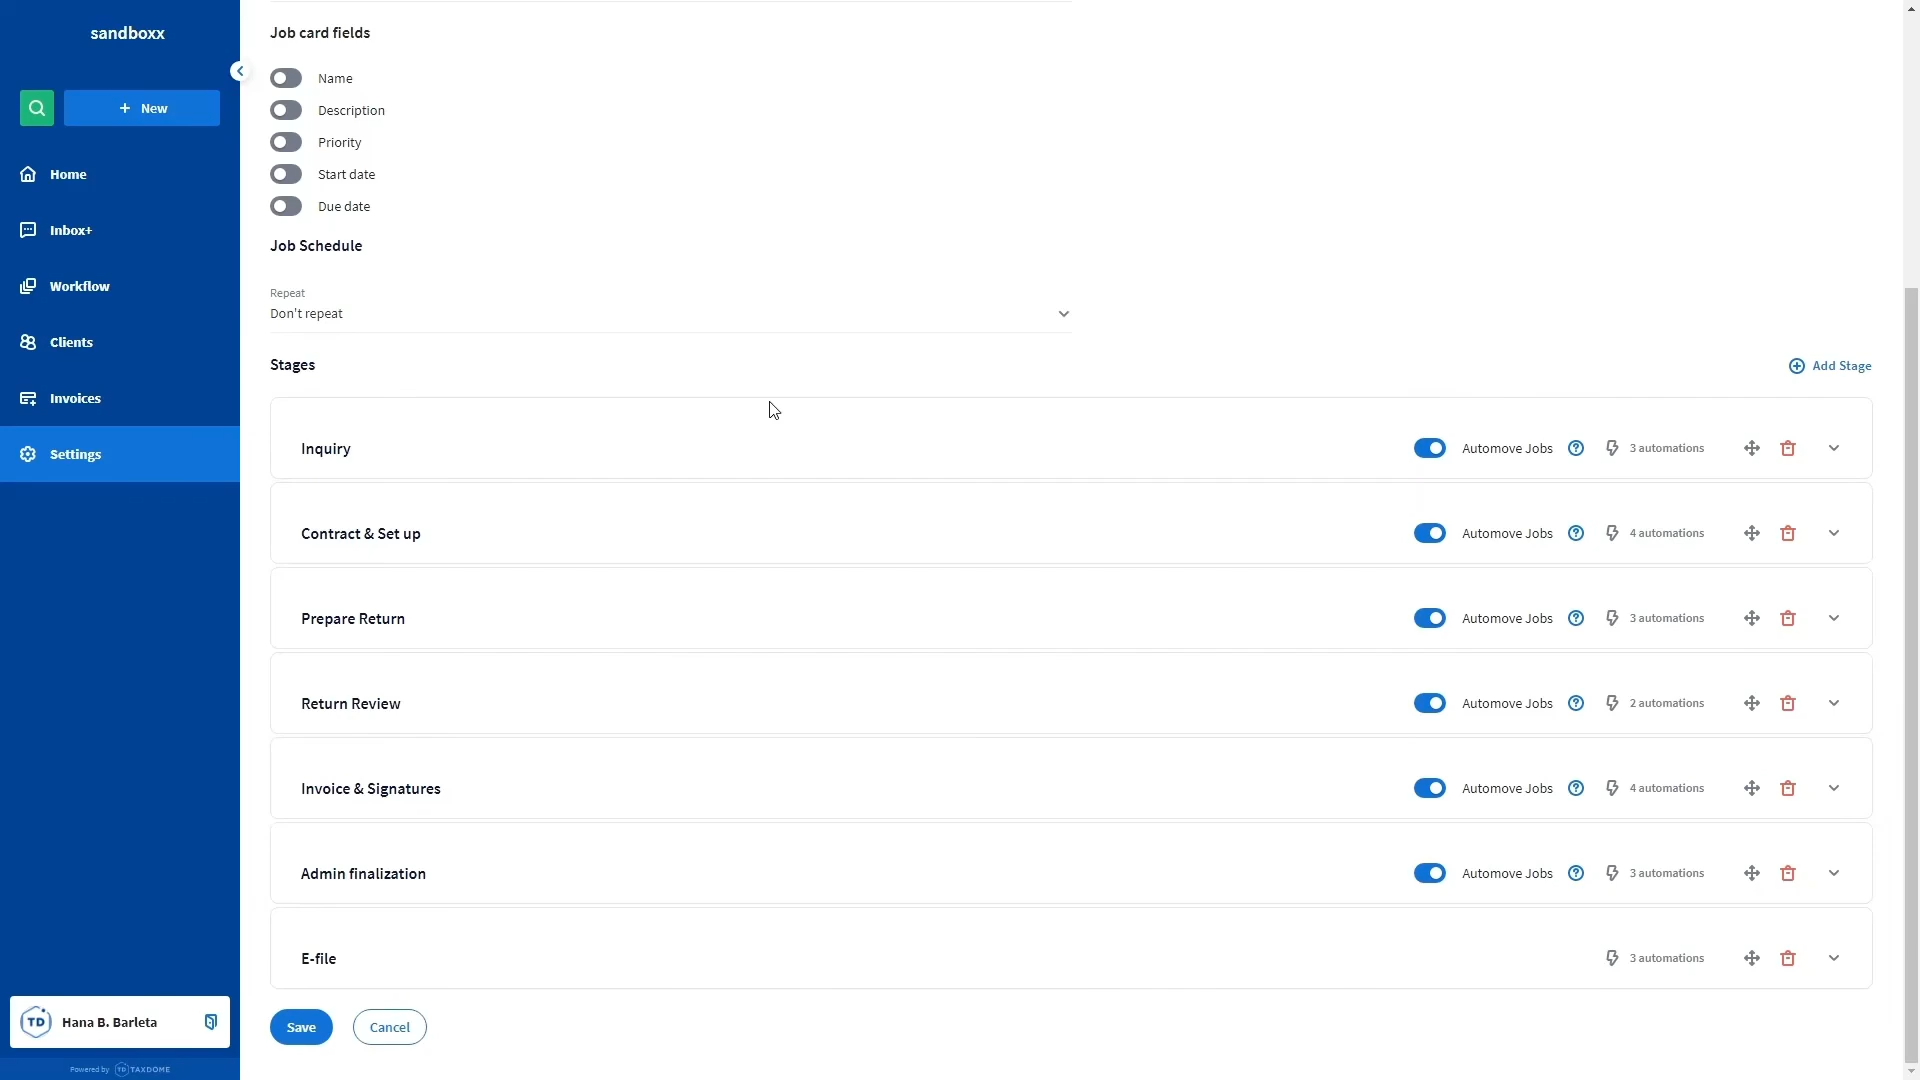 sandboxx
New
Home
Inbox+
Workflow
Clients
Invoices
Settings
TD Hana B. Barleta
Powered by TD TAXDOME
Job card fields
Name
Description
Priority
Start date
Due date
Job Schedule
Repeat
Don't repeat
Stages
Add Stage
Inquiry Automove Jobs ? 3 automations
Contract & Set up Automove Jobs ? 4 automations
Prepare Return Automove Jobs ? 3 automations
Return Review Automove Jobs ? 2 automations
Invoice & Signatures Automove Jobs ? 4 automations
Admin finalization Automove Jobs ? 3 automations
E-file 3 automations
Save Cancel